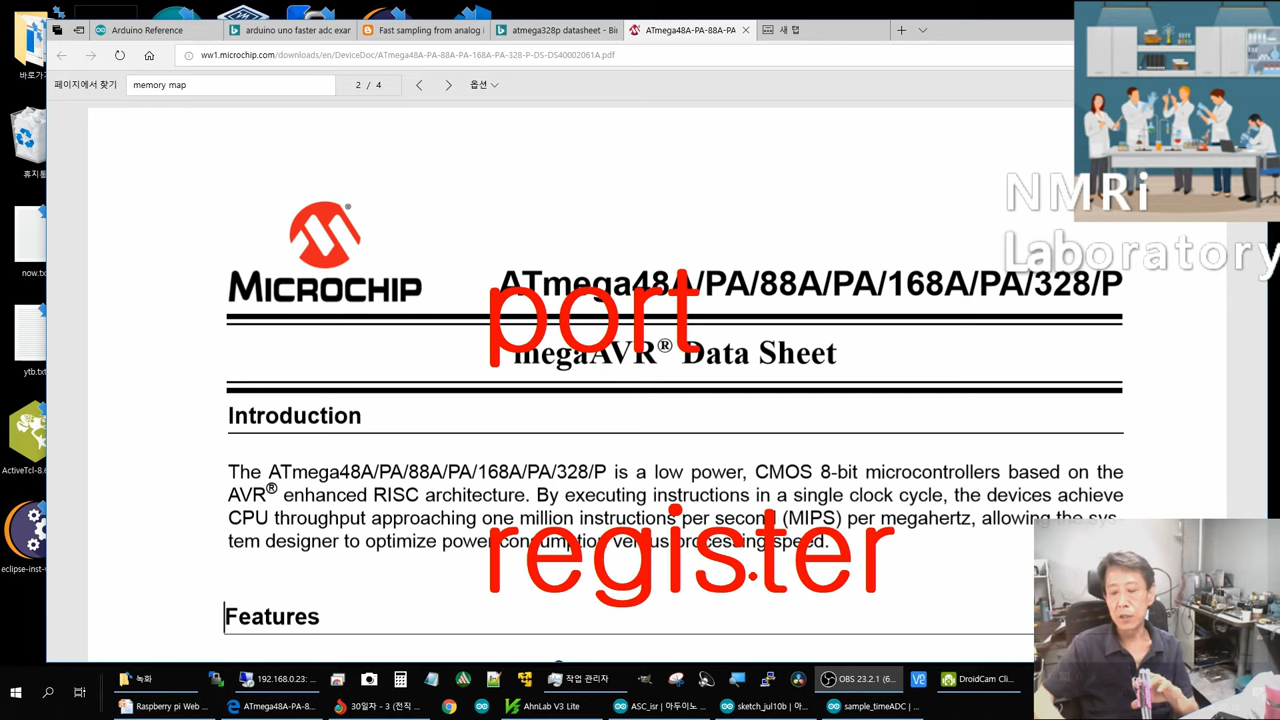 Arduino Reference
arduino uno faster adc exar
Fast sampling from analog i
atmega328p datasheet - Bi
ATmega48A-PA-88A-PA
새 탭
ww1.microchip.com/downloads/en/DeviceDoc/ATmega48A-PA-88A-PA-168A-PA-328-P-DS-DS40002061A.pdf
페이지에서 찾기
memory map
2 / 4
옵션
바로가
휴지통
now.tx
ytb.txt
ActiveTcl-8.6
eclipse-inst-v
NMRi
Laboratory
MICROCHIP
ATmega48A/PA/88A/PA/168A/PA/328/P
port
megaAVR® Data Sheet
Introduction
The ATmega48A/PA/88A/PA/168A/PA/328/P is a low power, CMOS 8-bit microcontrollers based on the
AVR® enhanced RISC architecture. By executing instructions in a single clock cycle, the devices achieve
CPU throughput approaching one million instructions per second (MIPS) per megahertz, allowing the sys-
tem designer to optimize power consumption versus processing speed.
register
Features
녹화
192.168.0.23: ...
작업 관리자
OBS 23.2.1 (6...
DroidCam Cli...
Raspberry pi Web ...
ATmega48A-PA-8...
30일자 - 3 (전작 ...
AhnLab V3 Lite
ASC_isr | 아두이노 ...
sketch_jul10b | 아...
sample_timeADC | ...